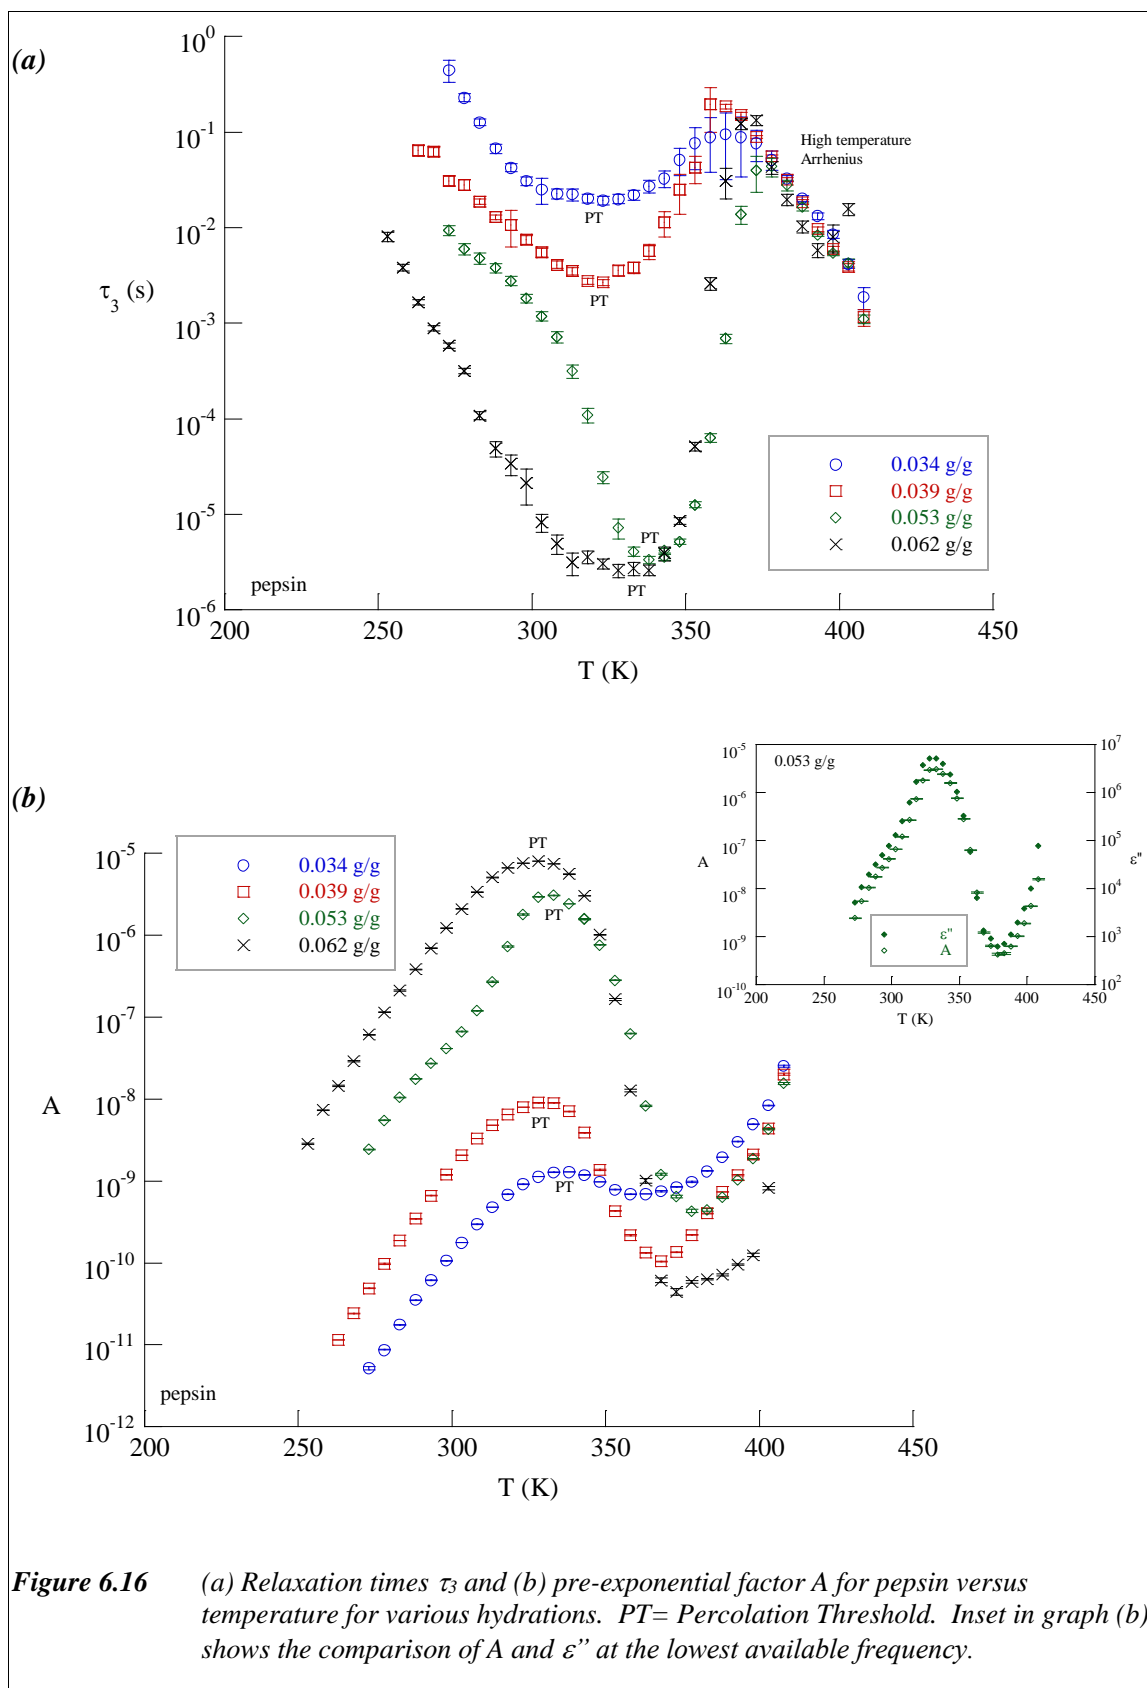 (a)
10^0
10^-1
10^-2
τ_3 (s)
10^-3
10^-4
10^-5
10^-6
High temperature
Arrhenius
PT
PT
PT
PT
0.034 g/g
0.039 g/g
0.053 g/g
0.062 g/g
pepsin
200 250 300 350 400 450
T (K)
(b)
10^-5
10^-6
10^-7
A
10^-8
10^-9
10^-10
10^-11
10^-12
0.034 g/g
0.039 g/g
0.053 g/g
0.062 g/g
PT
PT
PT
PT
pepsin
200 250 300 350 400 450
T (K)
0.053 g/g
10^-5
10^-6
10^-7
A
10^-8
10^-9
10^-10
10^7
10^6
10^5
ε"
10^4
10^3
10^2
ε"
A
200 250 300 350 400 450
T (K)
Figure 6.16 (a) Relaxation times τ3 and (b) pre-exponential factor A for pepsin versus
temperature for various hydrations. PT= Percolation Threshold. Inset in graph (b)
shows the comparison of A and ε” at the lowest available frequency.